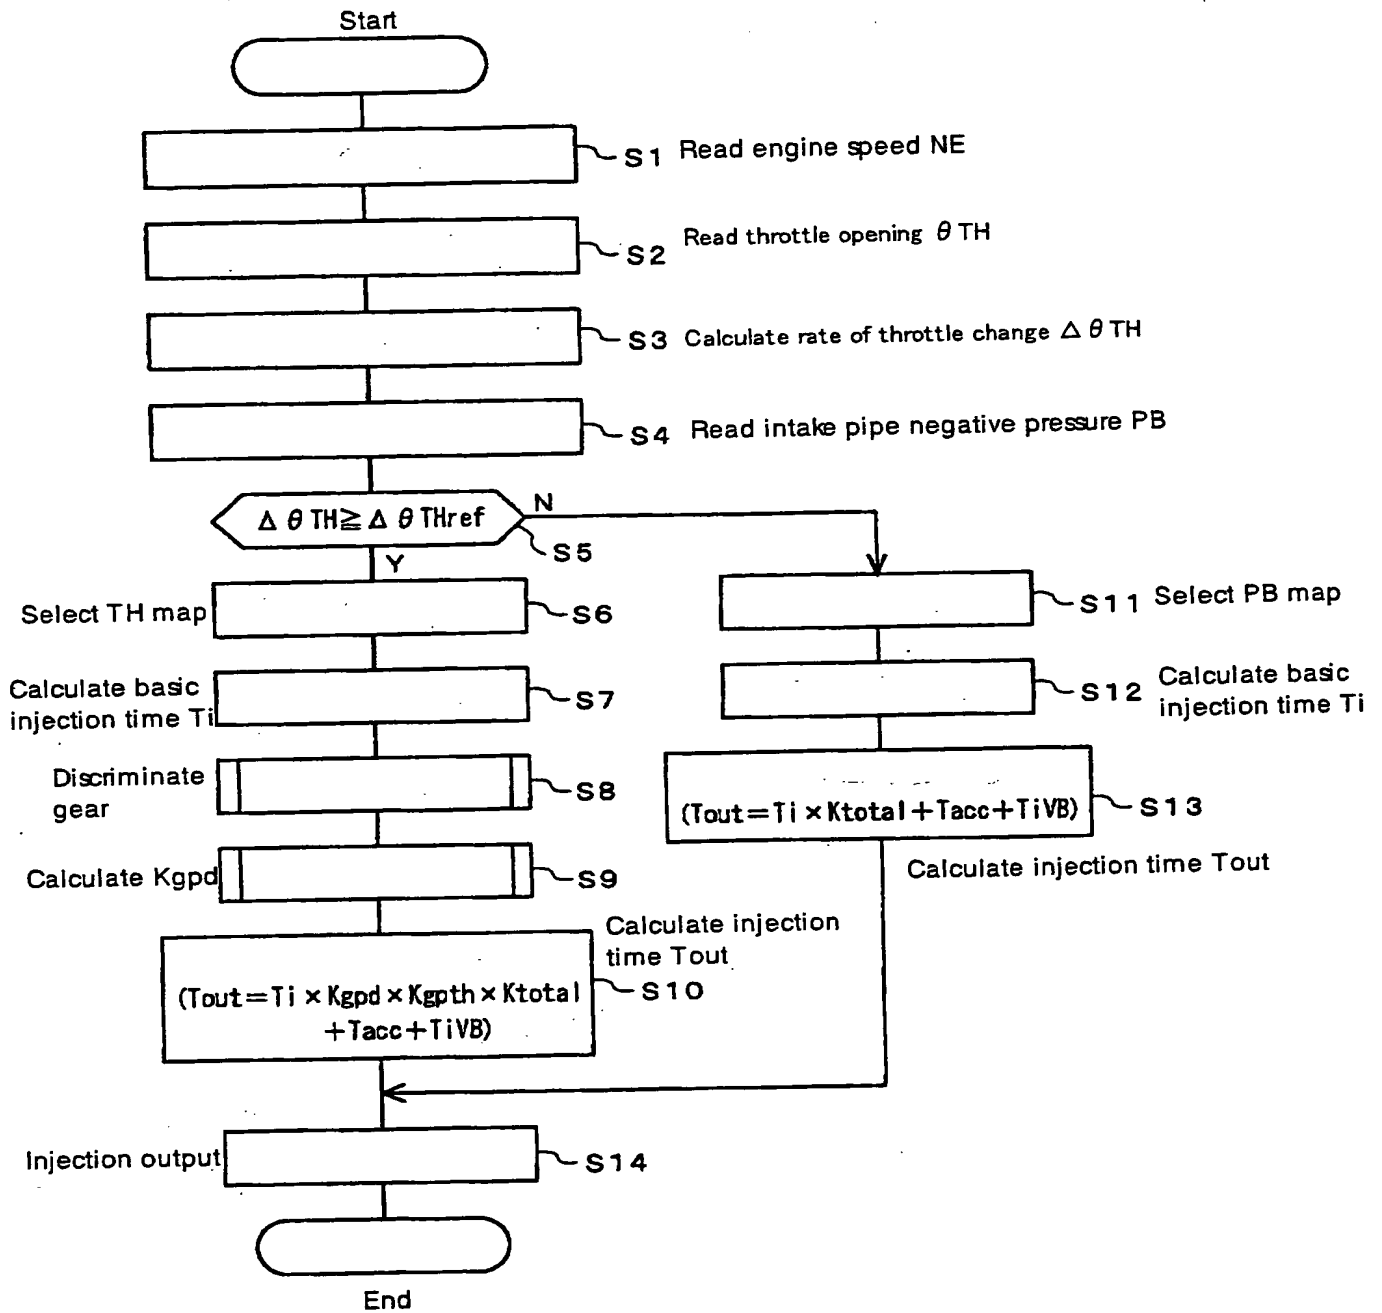 Start
S1 Read engine speed NE
S2 Read throttle opening θTH
S3 Calculate rate of throttle change ΔθTH
S4 Read intake pipe negative pressure PB
ΔθTH≧ΔθTHref
N
S5
Y
Select TH map
S6
S11 Select PB map
Calculate basic
injection time Ti
S7
S12 Calculate basic
injection time Ti
Discriminate
gear
S8
(Tout=Ti×Ktotal+Tacc+TiVB)
S13
Calculate injection time Tout
Calculate Kgpd
S9
Calculate injection
time Tout
(Tout=Ti×Kgpd×Kgpth×Ktotal
+Tacc+TiVB)
S10
Injection output
S14
End